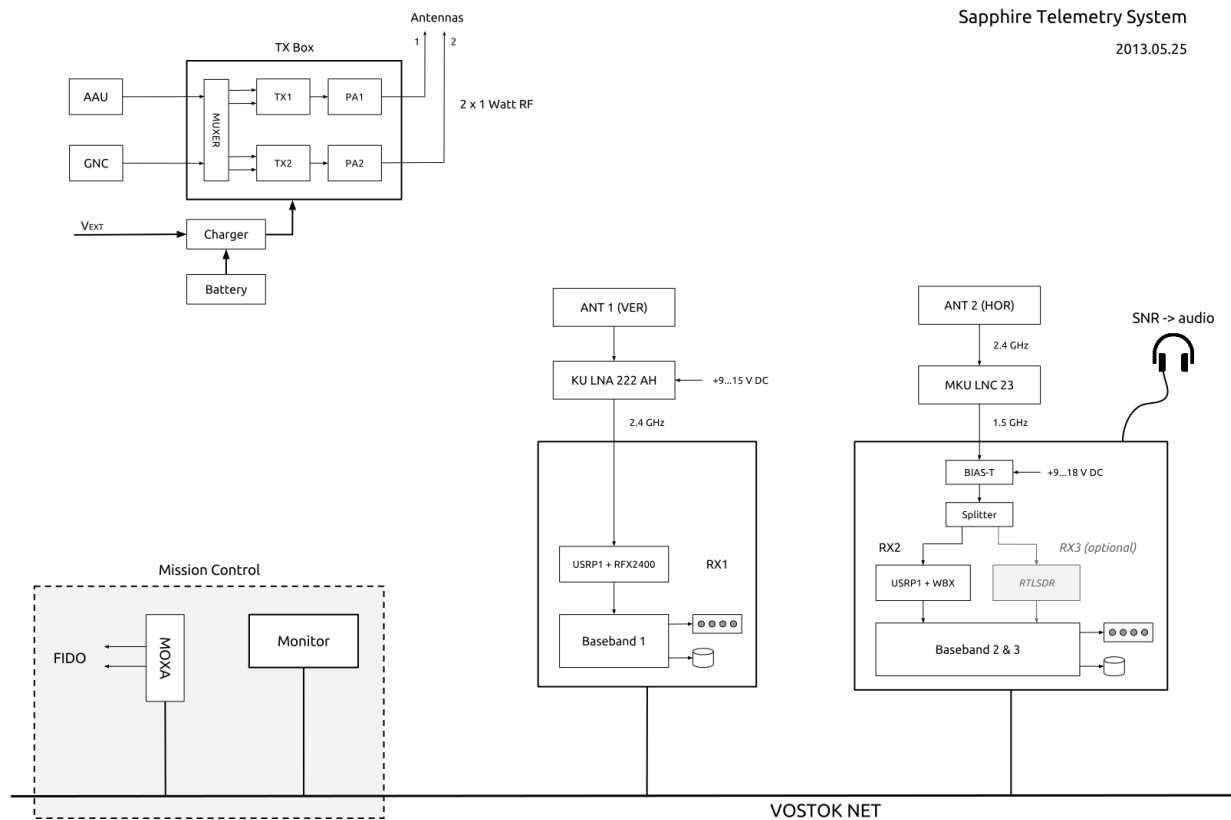 Sapphire Telemetry System
2013.05.25
Antennas
1
2
TX Box
AAU
GNC
MUXER
TX1
PA1
TX2
PA2
2 x 1 Watt RF
VEXT
Charger
Battery
ANT 1 (VER)
KU LNA 222 AH
+9...15 V DC
2.4 GHz
USRP1 + RFX2400
RX1
Baseband 1
ANT 2 (HOR)
2.4 GHz
MKU LNC 23
1.5 GHz
SNR -> audio
BIAS-T
+9...18 V DC
Splitter
RX2
RX3 (optional)
USRP1 + WBX
RTLSDR
Baseband 2 & 3
Mission Control
FIDO
MOXA
Monitor
VOSTOK NET